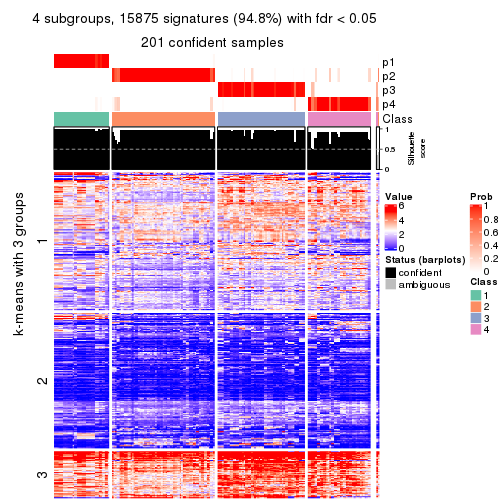 4 subgroups, 15875 signatures (94.8%) with fdr < 0.05
201 confident samples
p1
p2
p3
p4
Class
1
0.5
0
Silhouette
score
k-means with 3 groups
1
2
3
Value
6
4
2
0
Status (barplots)
confident
ambiguous
Prob
1
0.8
0.6
0.4
0.2
0
Class
1
2
3
4